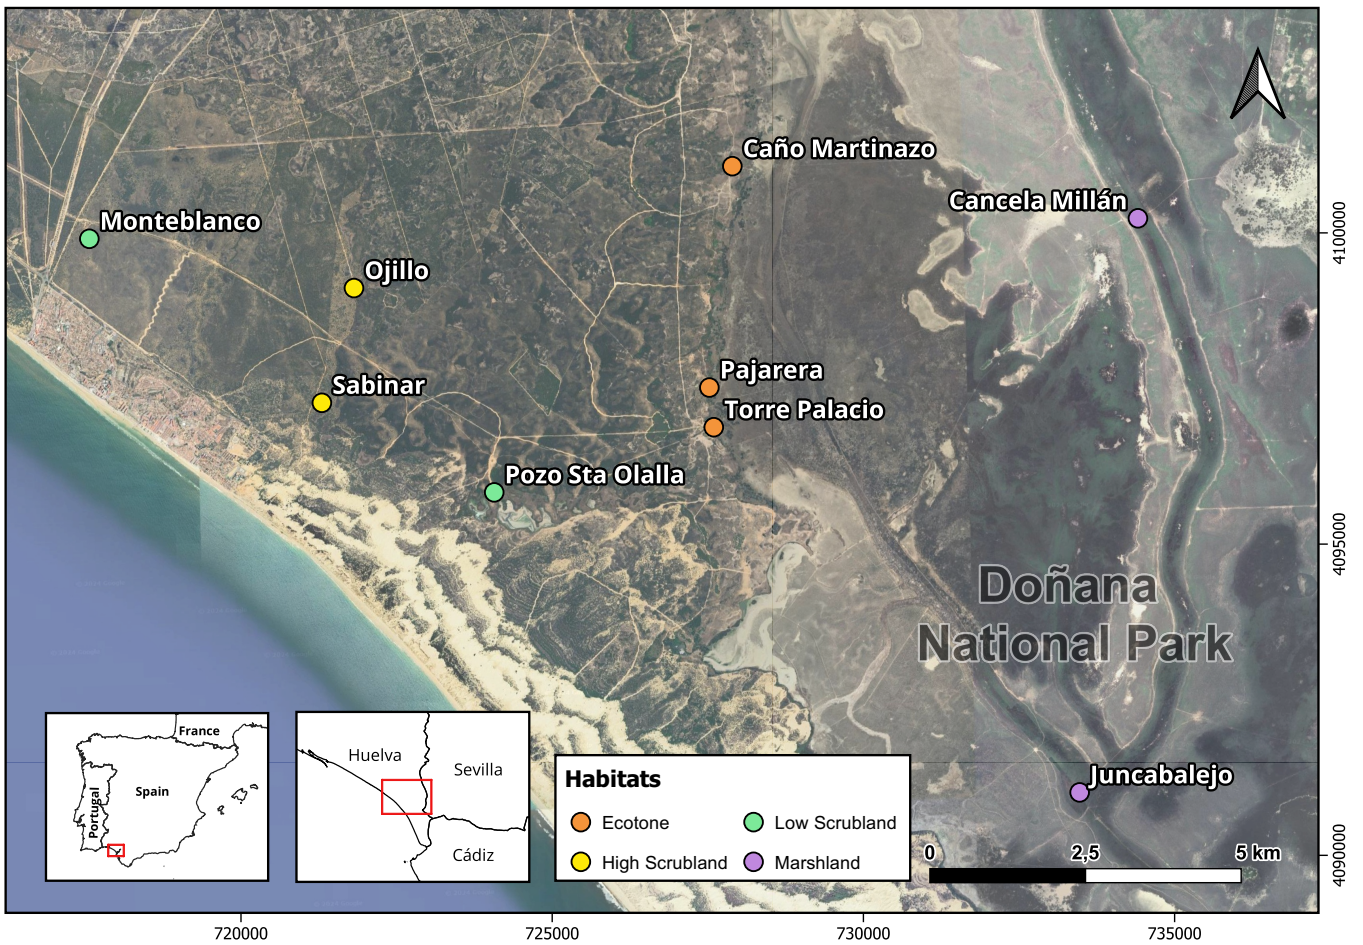 Caño Martinazo
Cancela Millán
Monteblanco
Ojillo
Pajarera
Sabinar
Torre Palacio
Pozo Sta Olalla
Doñana
National Park
Juncabalejo
France
Spain
Portugal
Huelva
Sevilla
Cádiz
Habitats
Ecotone
Low Scrubland
High Scrubland
Marshland
0
2,5
5 km
4100000
4095000
4090000
720000
725000
730000
735000